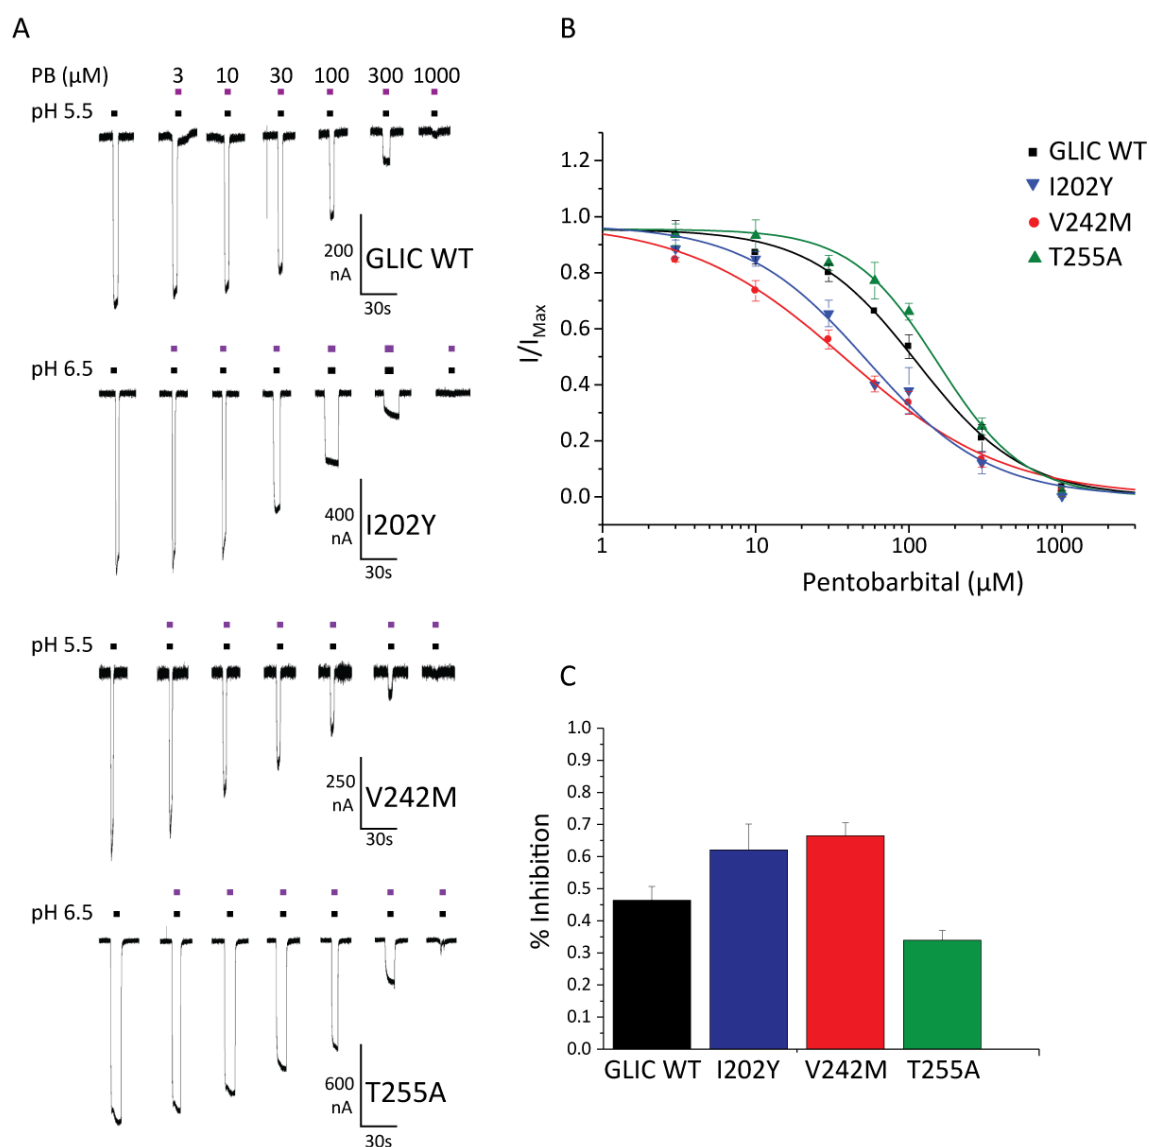 A
PB (μM) 3 10 30 100 300 1000
pH 5.5
200
nA
GLIC WT
30s
pH 6.5
400
nA
I202Y
30s
pH 5.5
250
nA
V242M
30s
pH 6.5
600
nA
T255A
30s
B
GLIC WT
I202Y
V242M
T255A
1.2
1.0
0.8
0.6
0.4
0.2
0.0
I/I_Max
1 10 100 1000
Pentobarbital (μM)
C
1.0
0.9
0.8
0.7
0.6
0.5
0.4
0.3
0.2
0.1
0.0
% Inhibition
GLIC WT I202Y V242M T255A